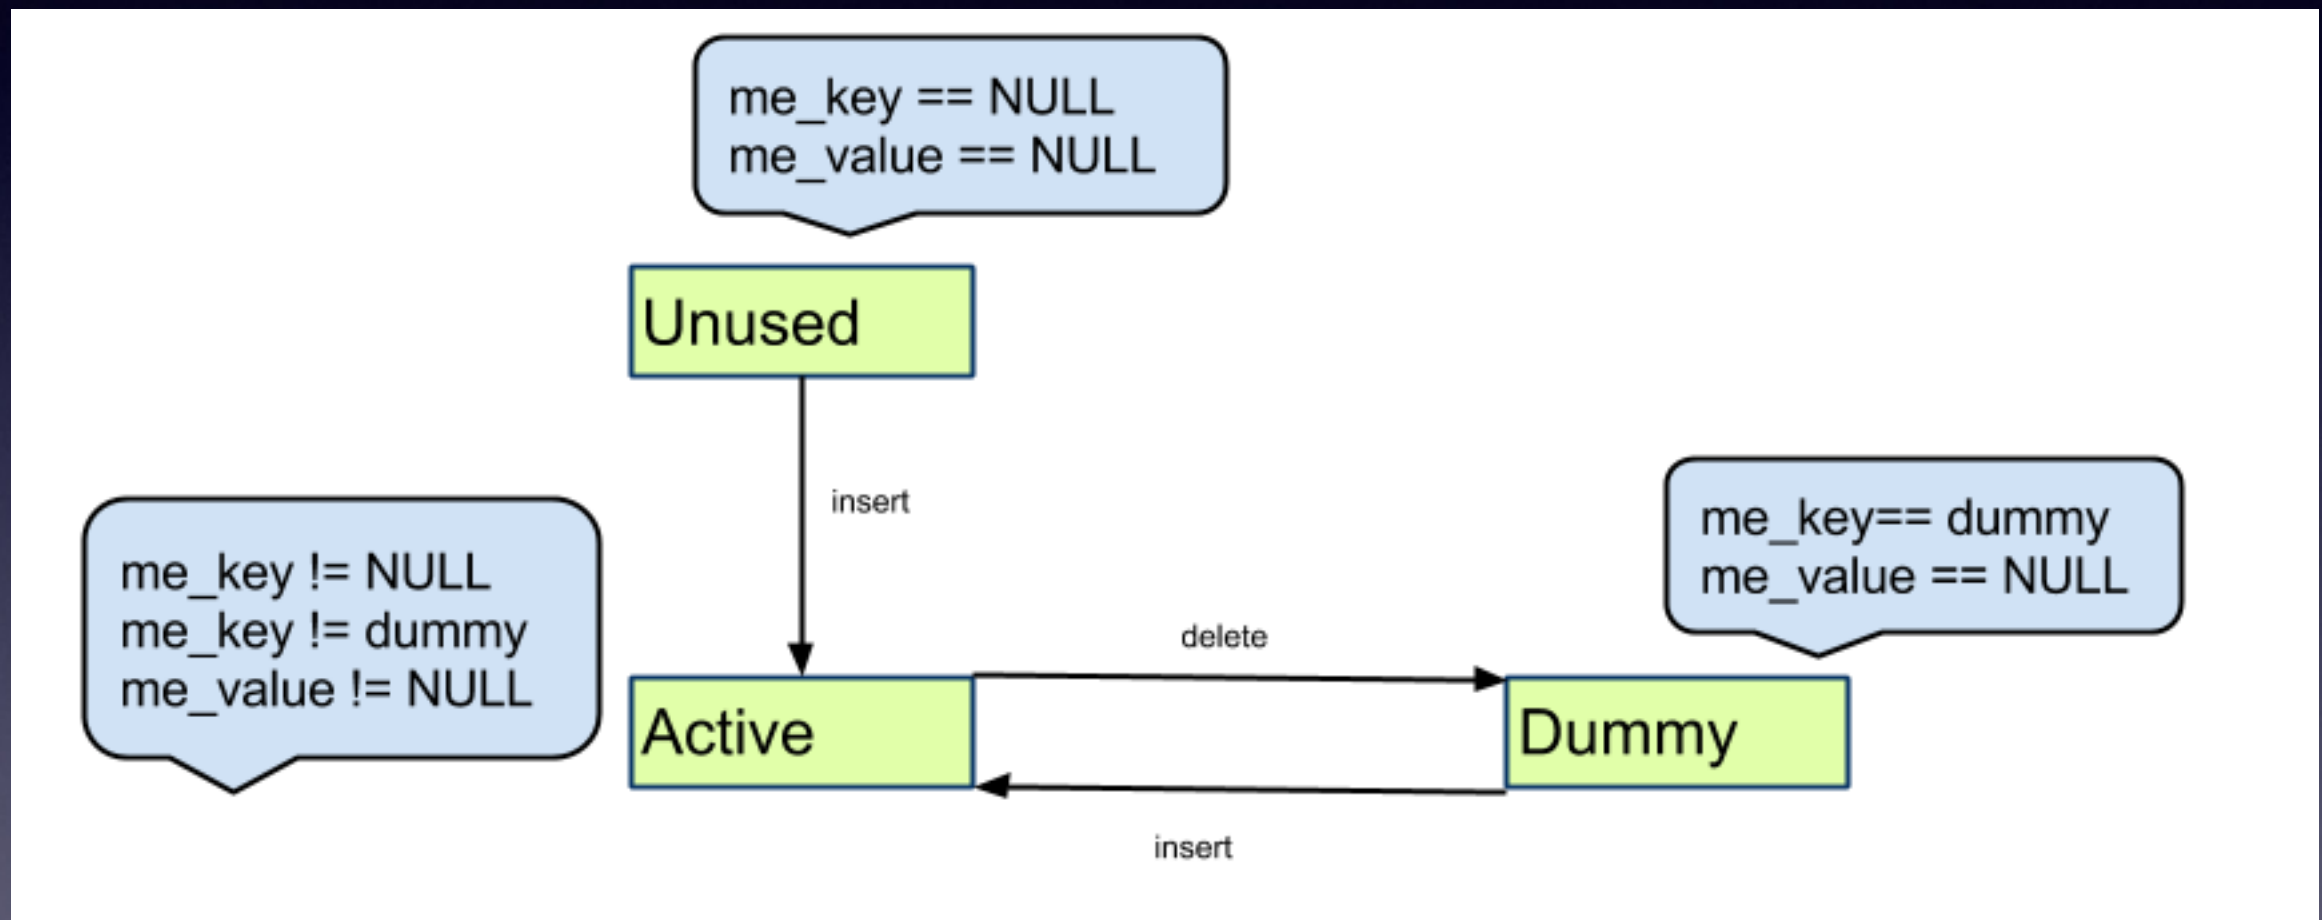 me_key == NULL
me_value == NULL
Unused
insert
me_key != NULL
me_key != dummy
me_value != NULL
me_key== dummy
me_value == NULL
delete
Active
Dummy
insert